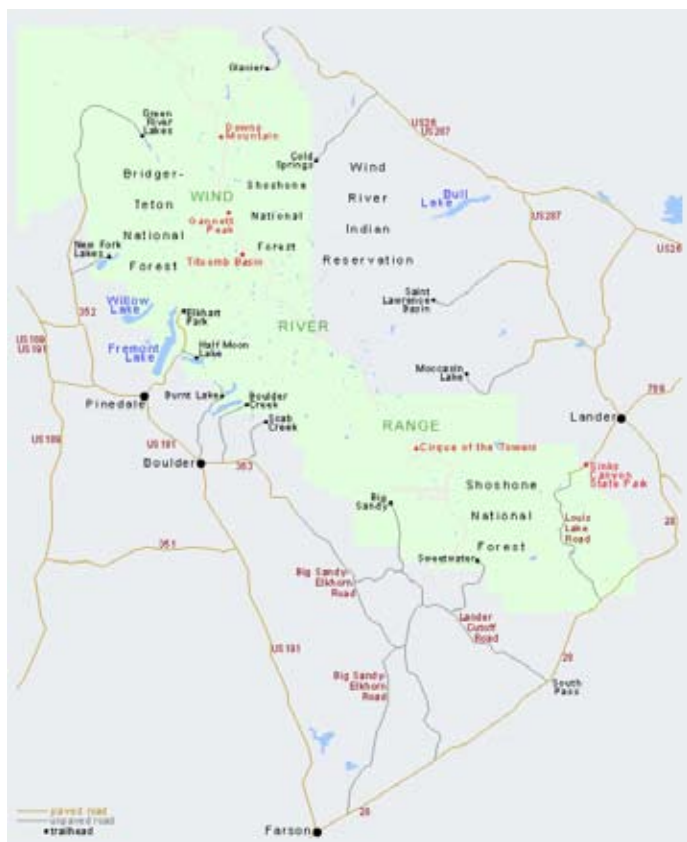 Glacier
Green
River
Lakes
Downs
Mountain
US26
US287
Cold
Springs
Bridger-
Teton
National
Forest
WIND
Shoshone
National
Forest
Wind
River
Indian
Reservation
Bull
Lake
US287
US26
Gannett
Peak
New Fork
Lakes
Titcomb Basin
Saint
Lawrence
Basin
352
Willow
Lake
Elkhart
Park
RIVER
US189
US191
Fremont
Lake
Half Moon
Lake
Moccasin
Lake
Pinedale
Burnt Lake
Boulder
Creek
789
Lander
US189
US191
Scab
Creek
RANGE
Boulder
353
Cirque of the Towers
Sinks
Canyon
State Park
Shoshone
National
Forest
Big
Sandy
Louis
Lake
Road
28
351
Sweetwater
Big Sandy-
Elkhorn
Road
Lander
Cutoff
Road
US191
28
Big Sandy-
Elkhorn
Road
South
Pass
paved road
unpaved road
trailhead
28
Farson